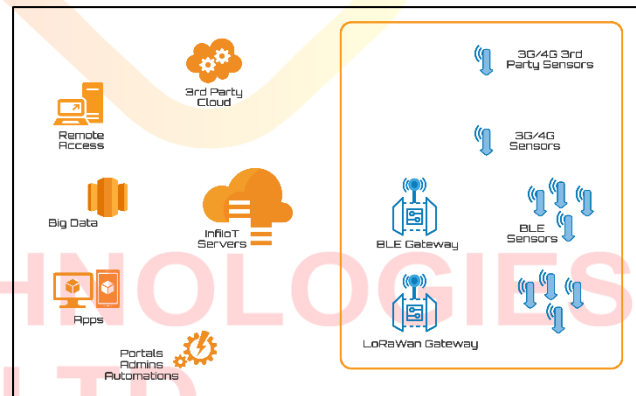 3rd Party
Cloud
Remote
Access
Big Data
InfiIoT
Servers
Apps
Portals
Admins
Automations
3G/4G 3rd
Party Sensors
3G/4G
Sensors
BLE Gateway
BLE
Sensors
LoRaWan Gateway
HNOLOGIES
LTD